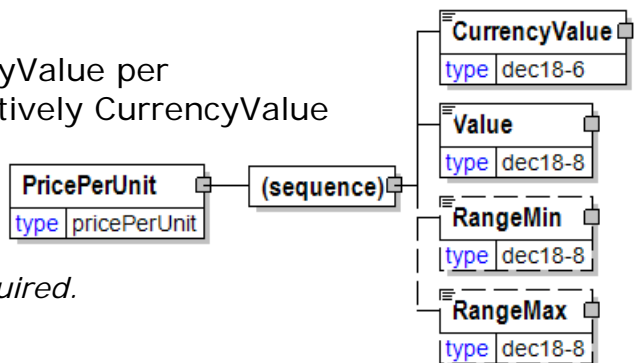 CurrencyValue
type dec18-6
yValue per
tively CurrencyValue
Value
type dec18-8
PricePerUnit
type pricePerUnit
(sequence)
RangeMin
type dec18-8
uired.
RangeMax
type dec18-8